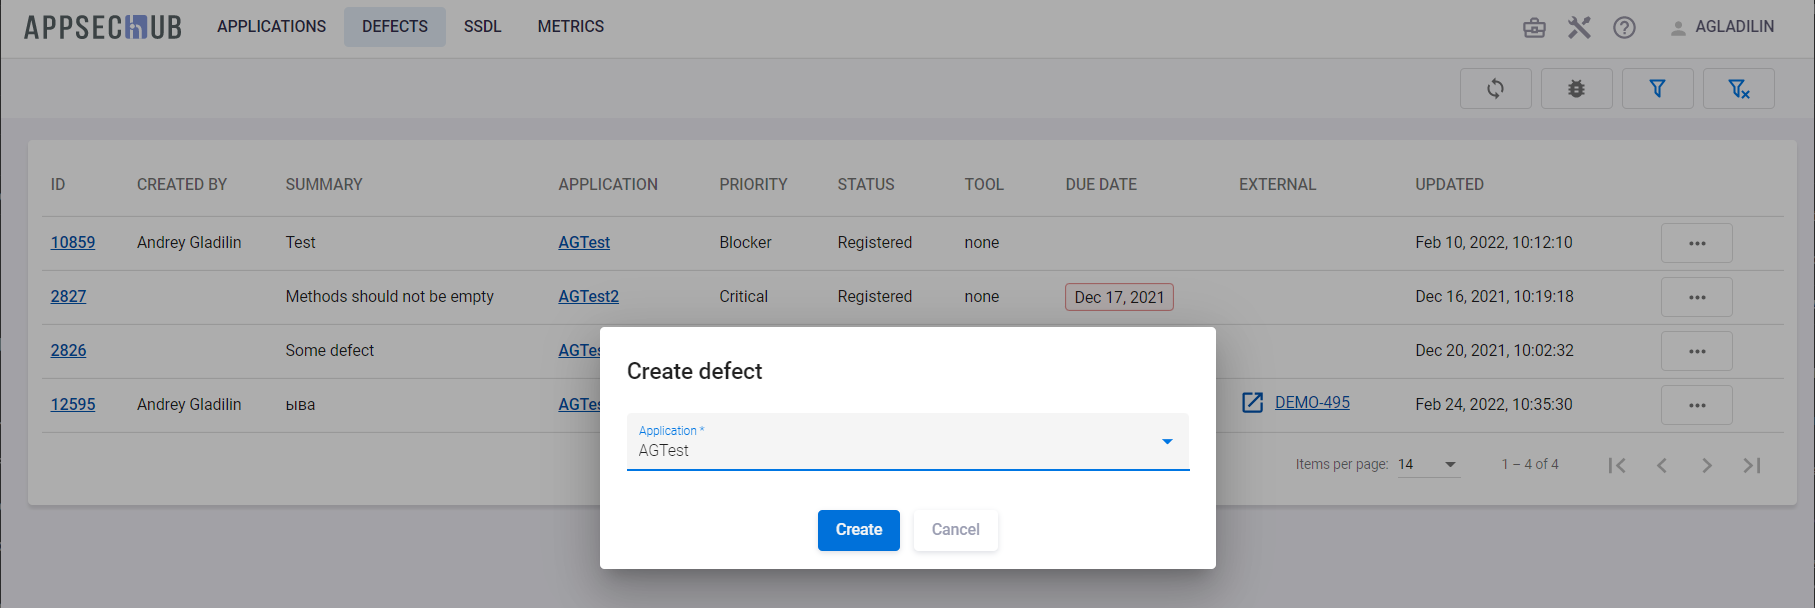 APPSECHUB APPLICATIONS DEFECTS SSDL METRICS AGLADILIN
ID CREATED BY SUMMARY APPLICATION PRIORITY STATUS TOOL DUE DATE EXTERNAL UPDATED
10859 Andrey Gladilin Test AGTest Blocker Registered none Feb 10, 2022, 10:12:10 •••
2827 Methods should not be empty AGTest2 Critical Registered none Dec 17, 2021 Dec 16, 2021, 10:19:18 •••
2826 Some defect AGTes Dec 20, 2021, 10:02:32 •••
12595 Andrey Gladilin ыва AGTes DEMO-495 Feb 24, 2022, 10:35:30 •••
Items per page: 14 1 – 4 of 4
Create defect
Application *
AGTest
Create Cancel